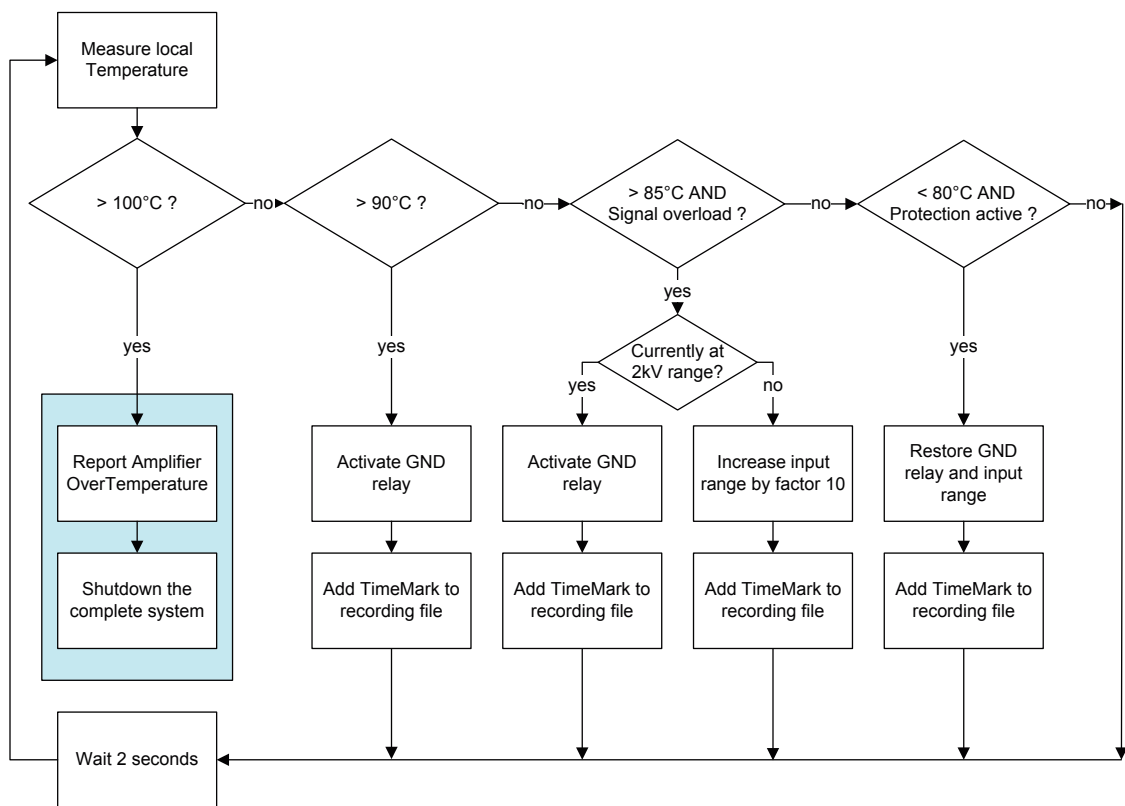 Measure local
Temperature
> 100°C ?
no
> 90°C ?
no
> 85°C AND
Signal overload ?
no
< 80°C AND
Protection active ?
no
yes
yes
yes
yes
Currently at
2kV range?
yes
no
Report Amplifier
OverTemperature
Activate GND
relay
Activate GND
relay
Increase input
range by factor 10
Restore GND
relay and input
range
Shutdown the
complete system
Add TimeMark to
recording file
Add TimeMark to
recording file
Add TimeMark to
recording file
Add TimeMark to
recording file
Wait 2 seconds